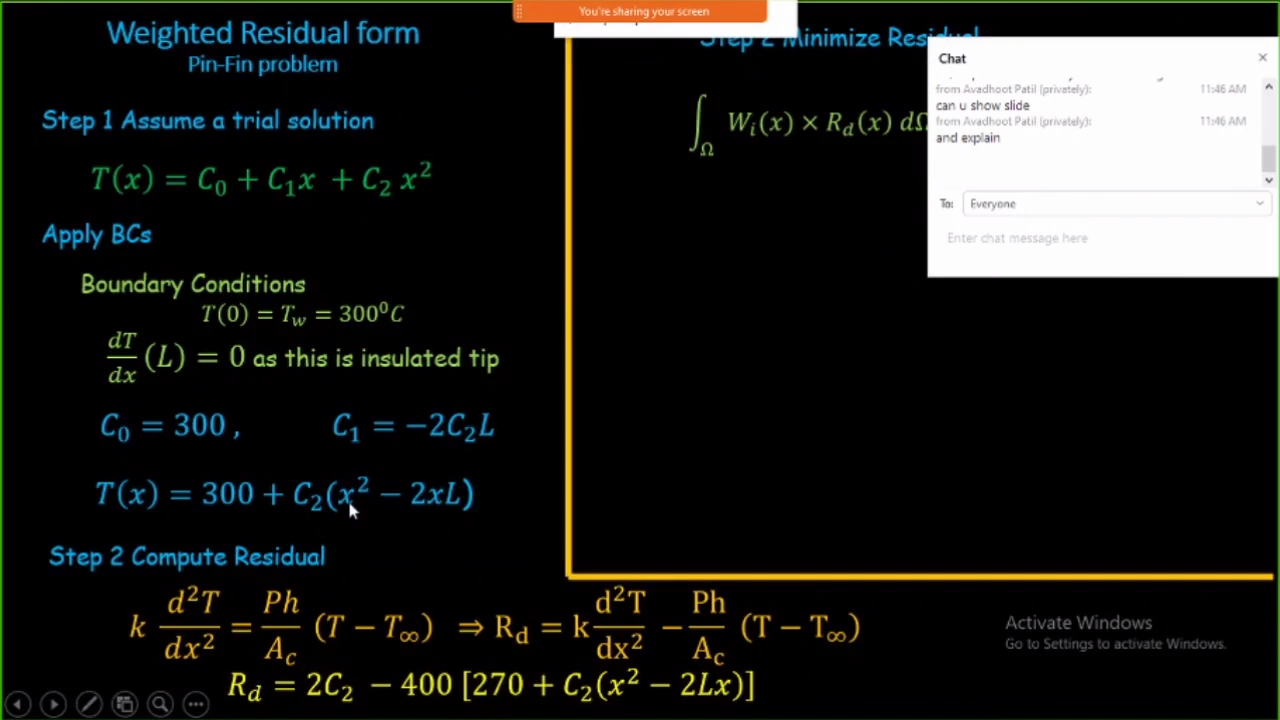 You're sharing your screen
Weighted Residual form
Pin-Fin problem
Step 1 Assume a trial solution
T(x) = C₀ + C₁x + C₂ x²
Apply BCs
Boundary Conditions
T(0) = T_w = 300⁰C
dT/dx (L) = 0 as this is insulated tip
C₀ = 300 , C₁ = −2C₂L
T(x) = 300 + C₂(x² − 2xL)
Step 2 Compute Residual
k d²T/dx² = Ph/A_c (T − T_∞) ⇒ R_d = k d²T/dx² − Ph/A_c (T − T_∞)
R_d = 2C₂ − 400 [270 + C₂(x² − 2Lx)]
Step 2 Minimize Residual
∫_Ω W_i(x) × R_d(x) dΩ
Chat
from Avadhoot Patil (privately): 11:46 AM
can u show slide
from Avadhoot Patil (privately): 11:46 AM
and explain
To: Everyone
Enter chat message here
Activate Windows
Go to Settings to activate Windows.